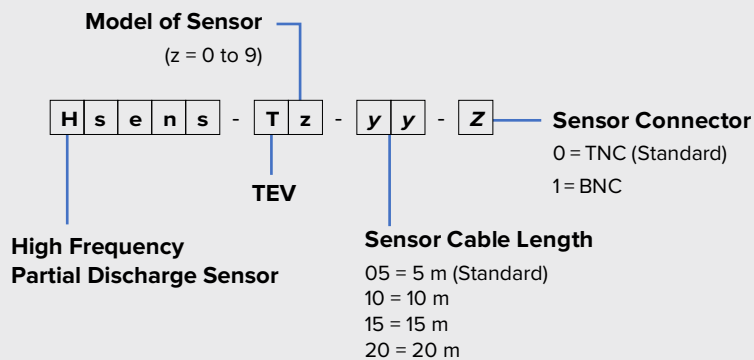 Model of Sensor
(z = 0 to 9)
H s e n s - T z - y y - Z
Sensor Connector
0 = TNC (Standard)
1 = BNC
TEV
High Frequency
Partial Discharge Sensor
Sensor Cable Length
05 = 5 m (Standard)
10 = 10 m
15 = 15 m
20 = 20 m